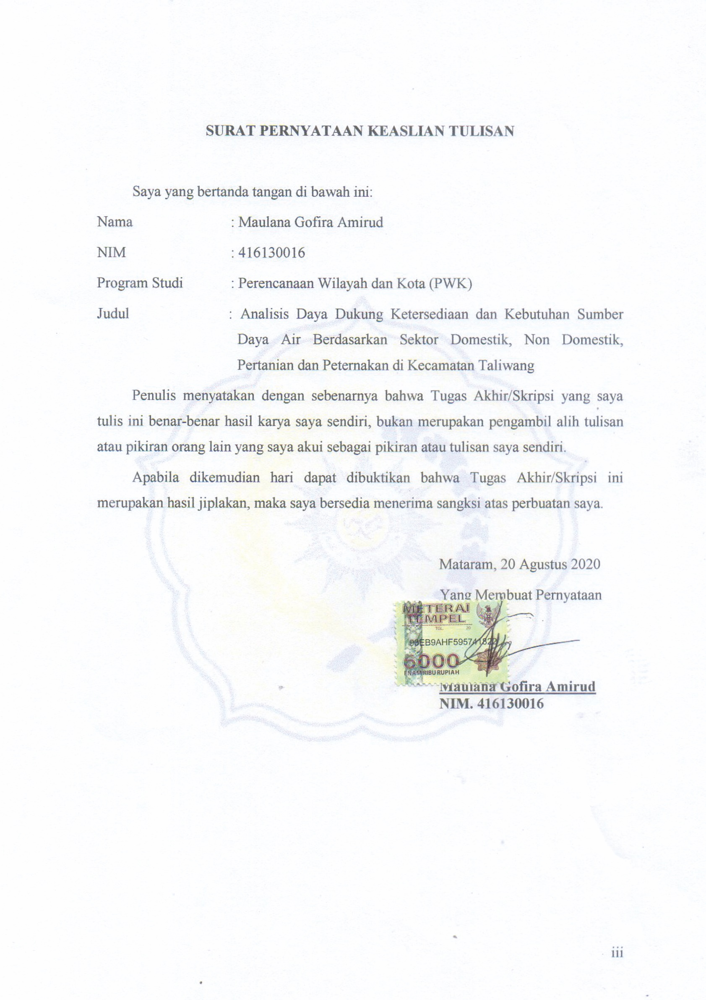 SURAT PERNYATAAN KEASLIAN TULISAN
Saya yang bertanda tangan di bawah ini:
Nama : Maulana Gofira Amirud
NIM : 416130016
Program Studi : Perencanaan Wilayah dan Kota (PWK)
Judul : Analisis Daya Dukung Ketersediaan dan Kebutuhan Sumber
Daya Air Berdasarkan Sektor Domestik, Non Domestik,
Pertanian dan Peternakan di Kecamatan Taliwang
Penulis menyatakan dengan sebenarnya bahwa Tugas Akhir/Skripsi yang saya
tulis ini benar-benar hasil karya saya sendiri, bukan merupakan pengambil alih tulisan
atau pikiran orang lain yang saya akui sebagai pikiran atau tulisan saya sendiri.
Apabila dikemudian hari dapat dibuktikan bahwa Tugas Akhir/Skripsi ini
merupakan hasil jiplakan, maka saya bersedia menerima sangksi atas perbuatan saya.
Mataram, 20 Agustus 2020
Yang Membuat Pernyataan
METERAI
TEMPEL
TGL. 20
6000
ENAM RIBU RUPIAH
Maulana Gofira Amirud
NIM. 416130016
iii